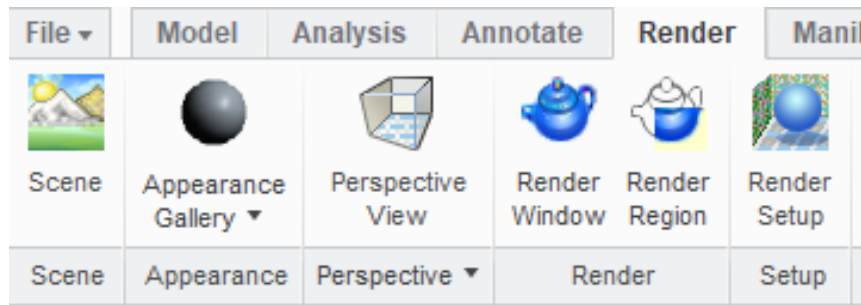 File Model Analysis Annotate Render
Scene Appearance Gallery Perspective View Render Window Render Region Render Setup
Scene Appearance Perspective Render Setup